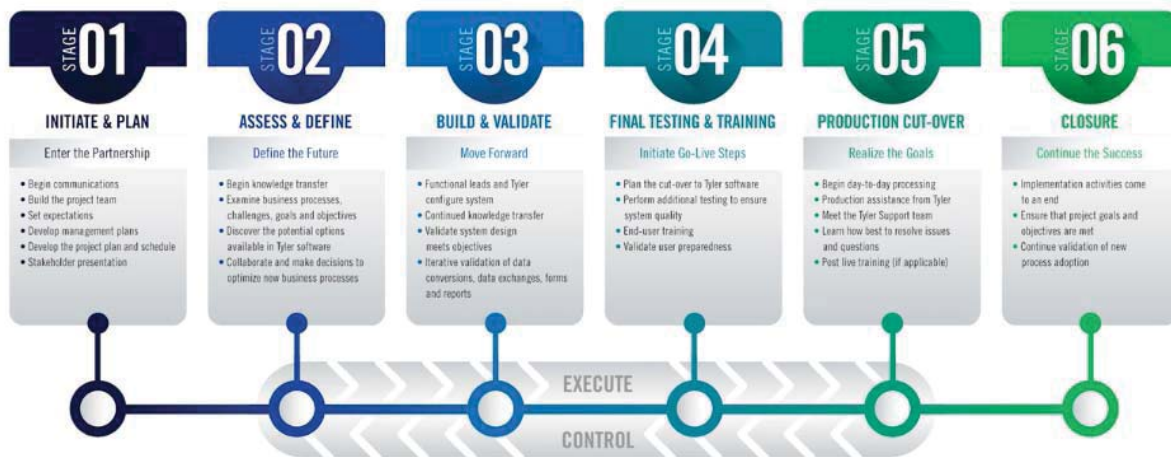 STAGE 01
INITIATE & PLAN
Enter the Partnership
• Begin communications
• Build the project team
• Set expectations
• Develop management plans
• Develop the project plan and schedule
• Stakeholder presentation
STAGE 02
ASSESS & DEFINE
Define the Future
• Begin knowledge transfer
• Examine business processes,
challenges, goals and objectives
• Discover the potential options
available in Tyler software
• Collaborate and make decisions to
optimize new business processes
STAGE 03
BUILD & VALIDATE
Move Forward
• Functional leads and Tyler
configure system
• Continued knowledge transfer
• Validate system design
meets objectives
• Iterative validation of data
conversions, data exchanges, forms
and reports
STAGE 04
FINAL TESTING & TRAINING
Initiate Go-Live Steps
• Plan the cut-over to Tyler software
• Perform additional testing to ensure
system quality
• End-user training
• Validate user preparedness
STAGE 05
PRODUCTION CUT-OVER
Realize the Goals
• Begin day-to-day processing
• Production assistance from Tyler
• Meet the Tyler Support team
• Learn how best to resolve issues
and questions
• Post live training (if applicable)
STAGE 06
CLOSURE
Continue the Success
• Implementation activities come
to an end
• Ensure that project goals and
objectives are met
• Continue validation of new
process adoption
EXECUTE
CONTROL